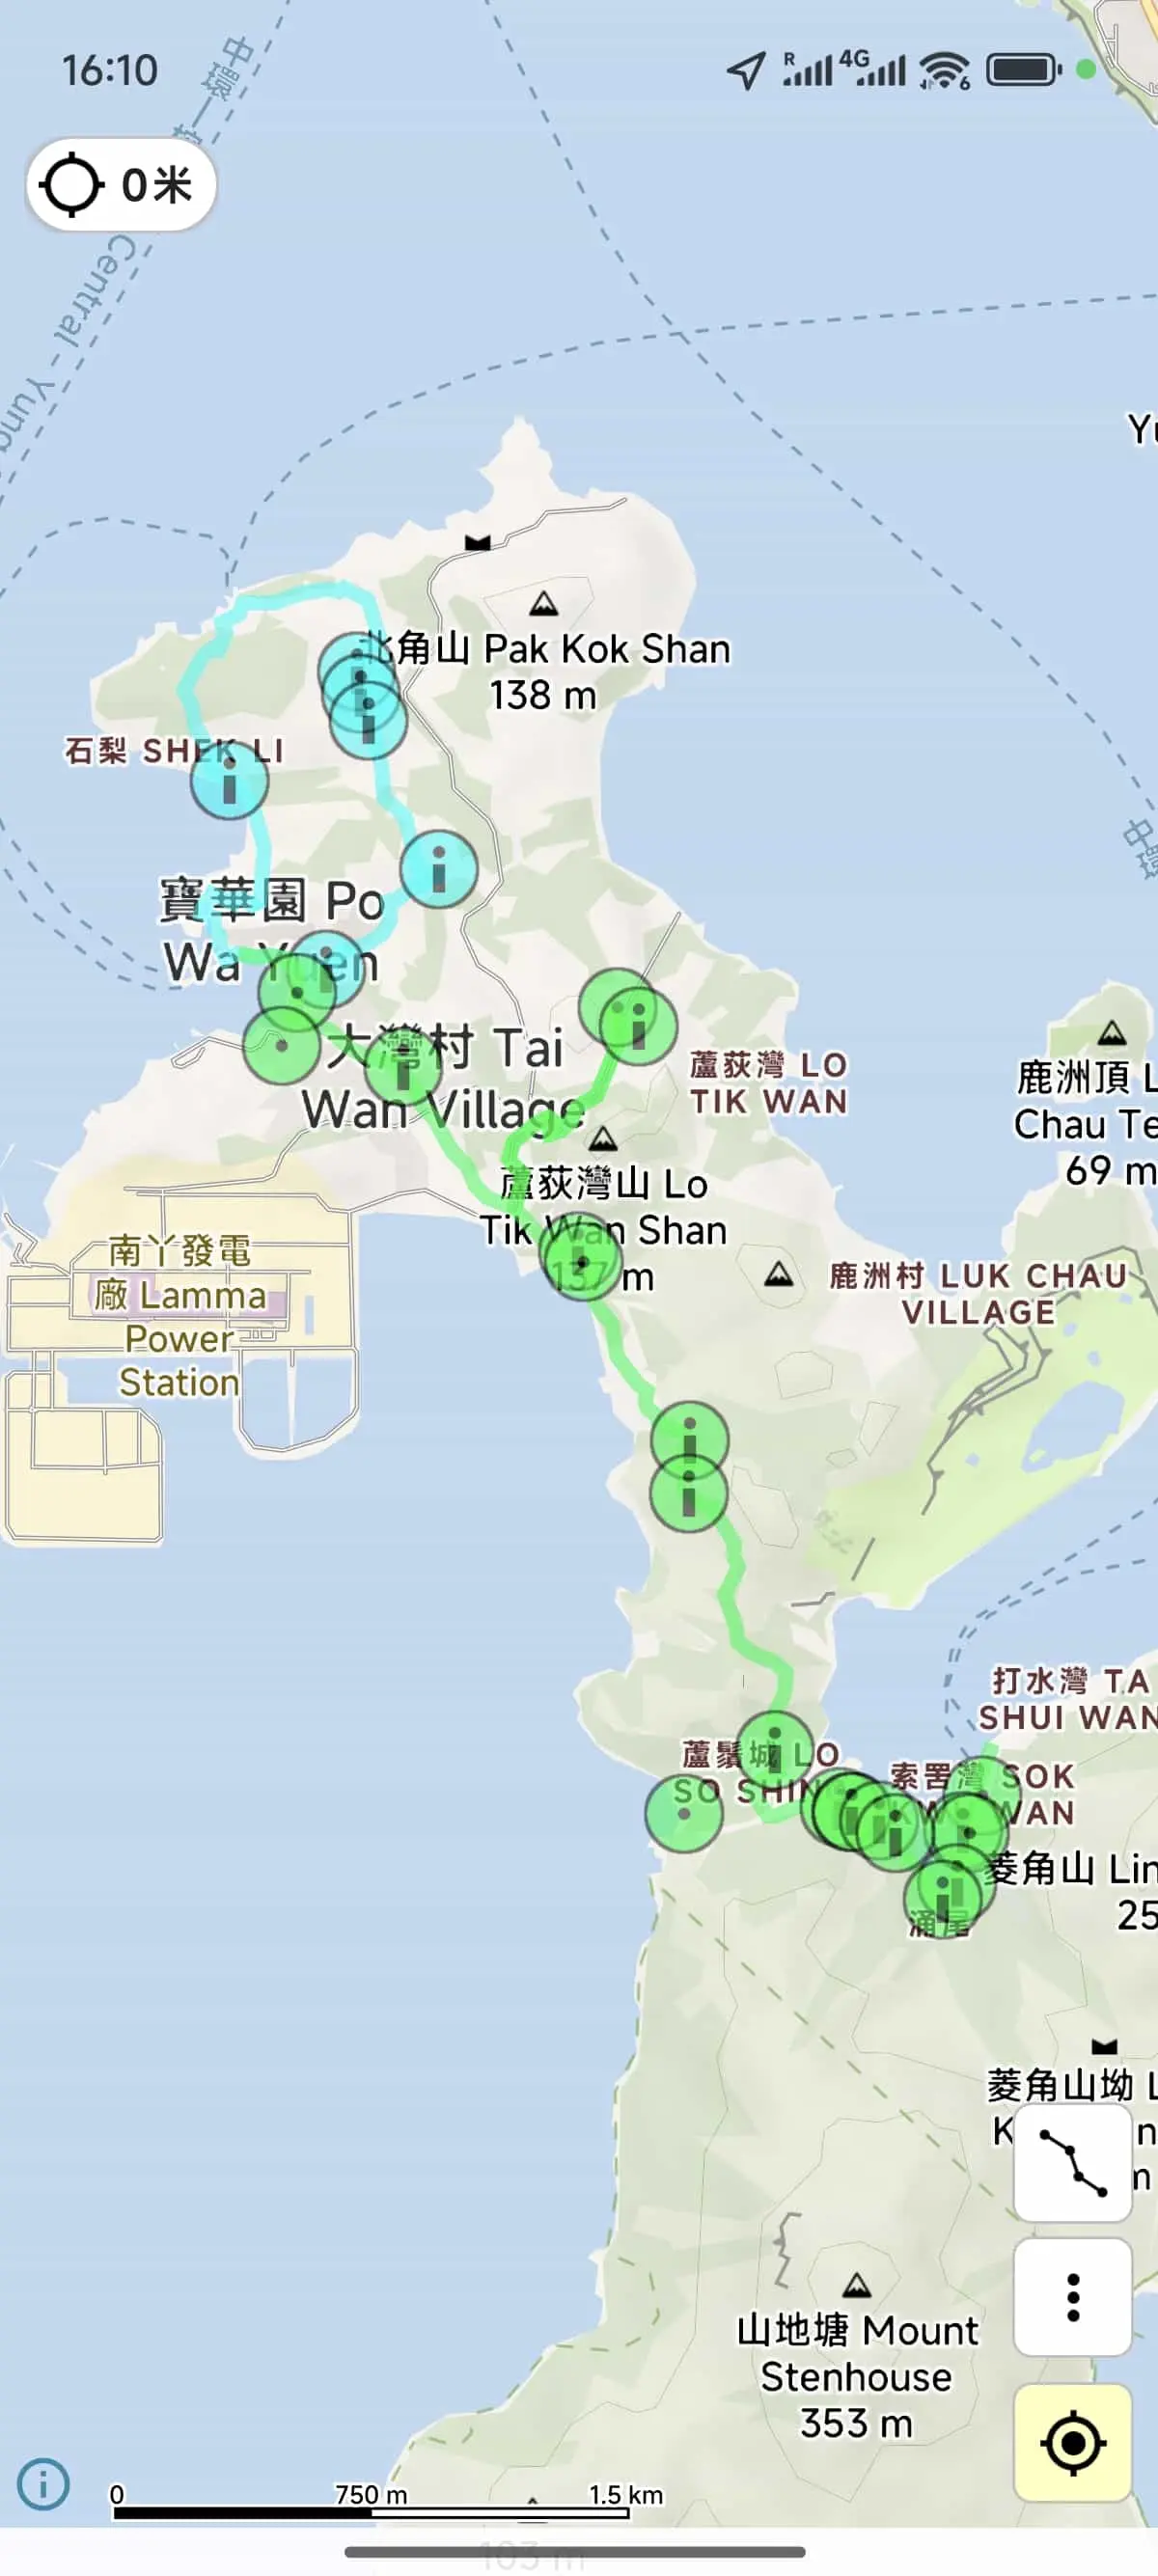 16:10
R 4G 6
中環—
0米
Central - Yung
北角山 Pak Kok Shan
138 m
石梨 SHEK LI
寶華園 Po
Wa Yuen
大灣村 Tai
Wan Village
蘆荻灣 LO
TIK WAN
鹿洲頂 L
Chau Te
69 m
蘆荻灣山 Lo
Tik Wan Shan
137 m
南丫發電
廠 Lamma
Power
Station
鹿洲村 LUK CHAU
VILLAGE
打水灣 TA
SHUI WAN
蘆鬚城 LO
SO SHIN
索罟灣 SOK
KWU WAN
菱角山 Lin
25
涌尾
菱角山坳 L
K
n
m
山地塘 Mount
Stenhouse
353 m
0 750 m 1.5 km
103 m